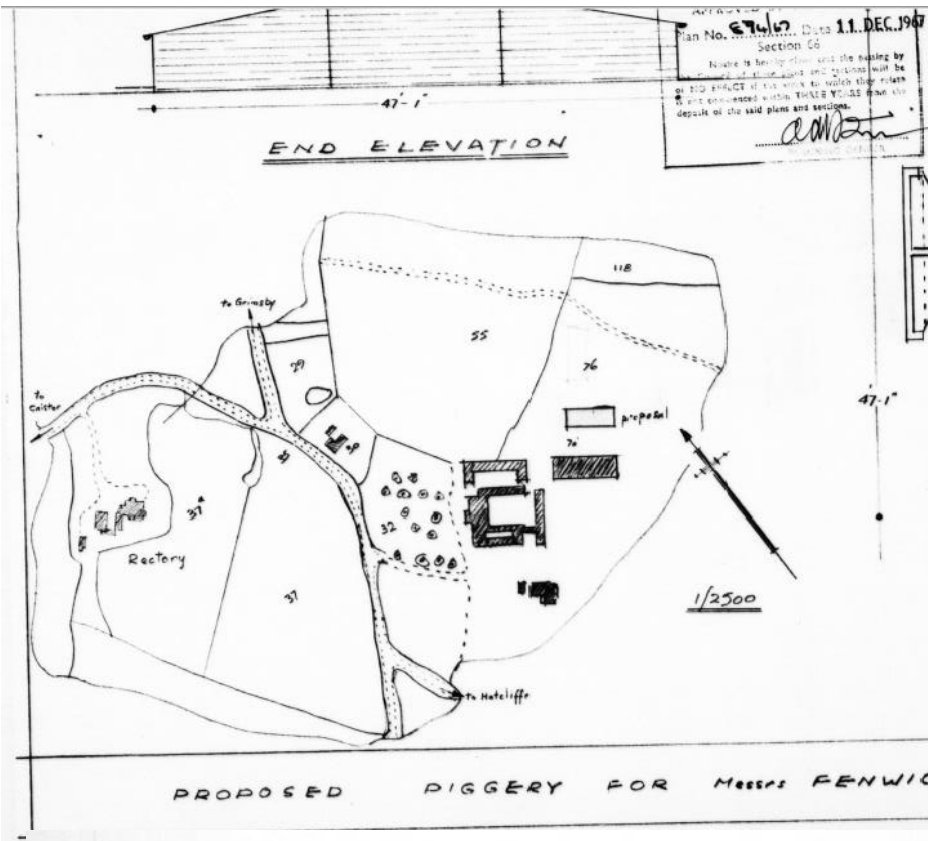 Plan No. E74/67 Date 11. DEC. 1967
Section 66
Notice is hereby given that the passing by
of NO EFFECT if the work to which they relate
is not commenced within THREE YEARS from the
deposit of the said plans and sections.
47'-1"
END ELEVATION
118
to Grimsby
55
29
76
to Caistor
47'-1"
proposal
70'
32
37a
Rectory
37
1/2500
to Hatcliffe
PROPOSED PIGGERY FOR Messrs FENWIC